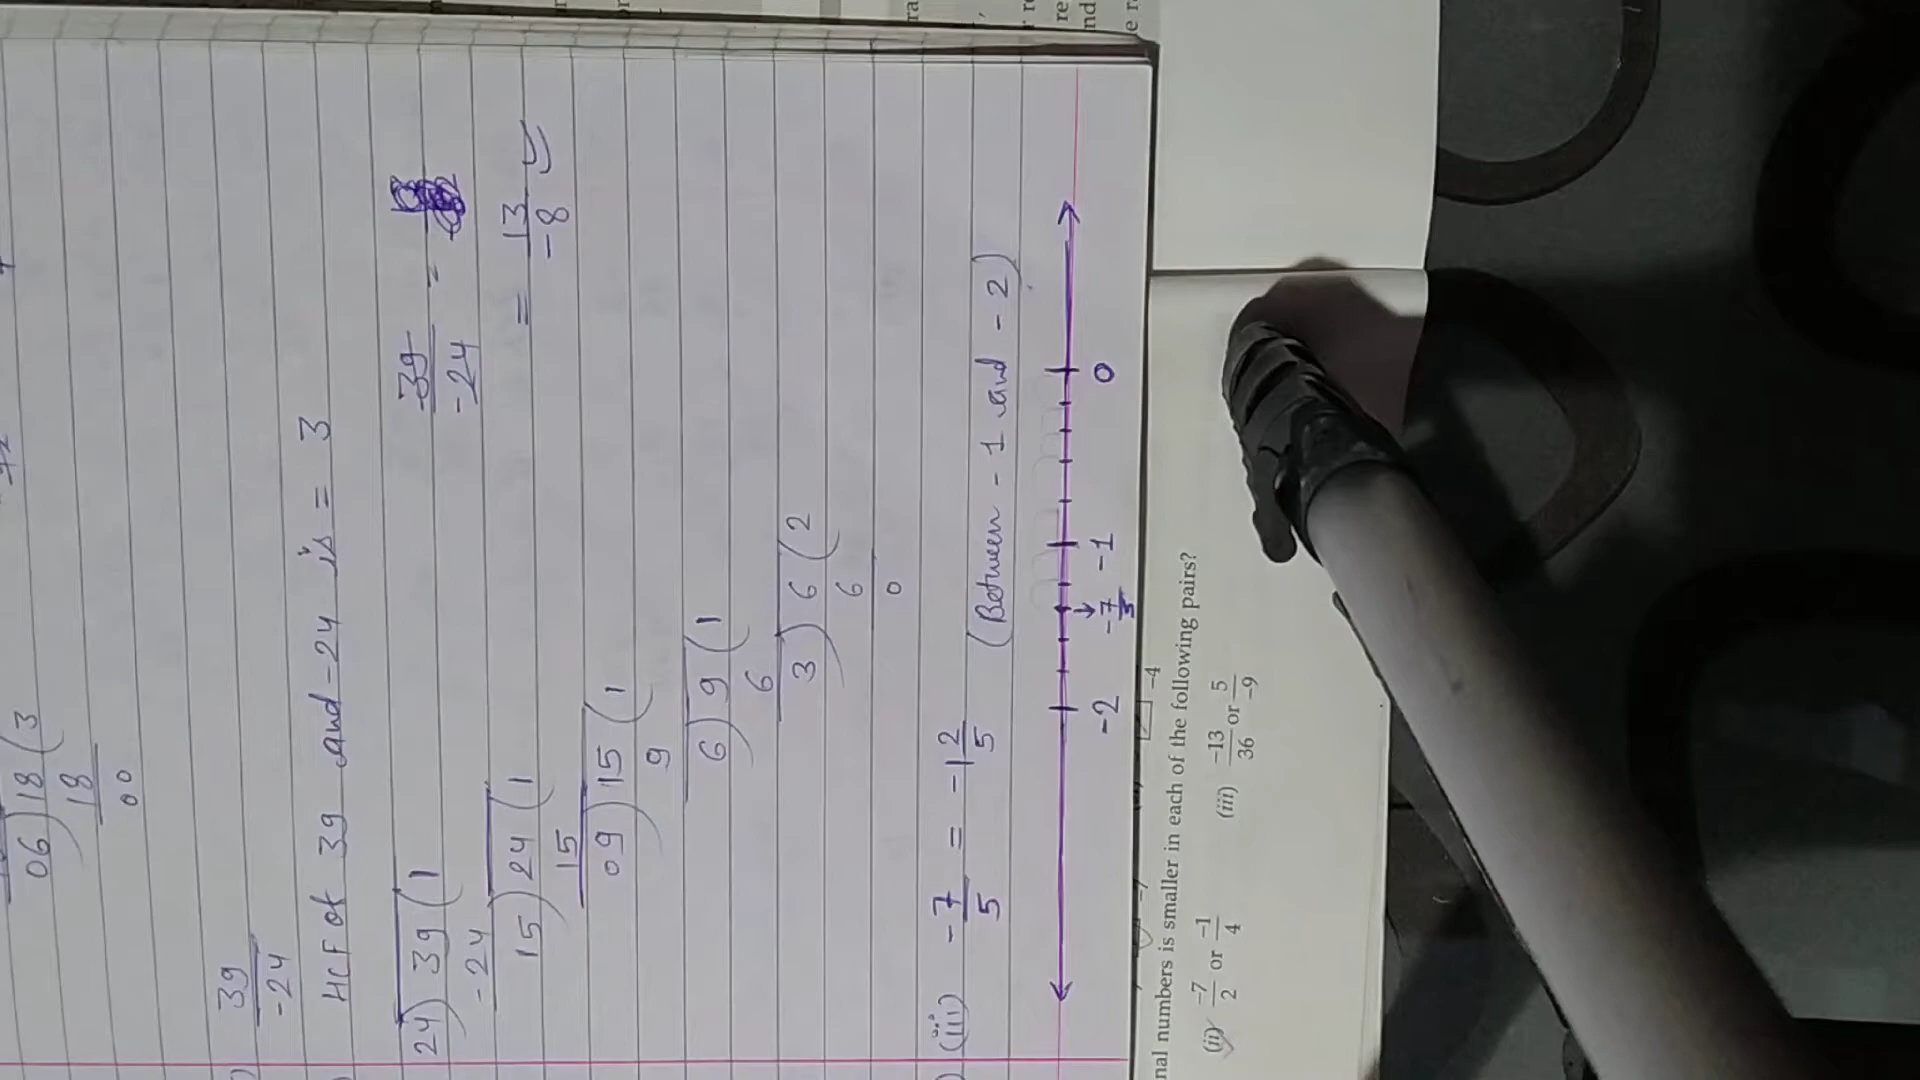 06) 18 (3
18
00
39
-24
HCF of 39 and -24 is = 3
24) 39 (1
-24
15) 24 (1
15
09) 15 (1
9
6) 9 (1
6
3) 6 (2
6
0
39/-24 =
= 13/-8
(iii) -7/5 = -1 2/5 (Between -1 and -2)
-2 -7/5 -1 0
-4
nal numbers is smaller in each of the following pairs?
(ii) -7/2 or -1/4 (iii) -13/36 or 5/-9